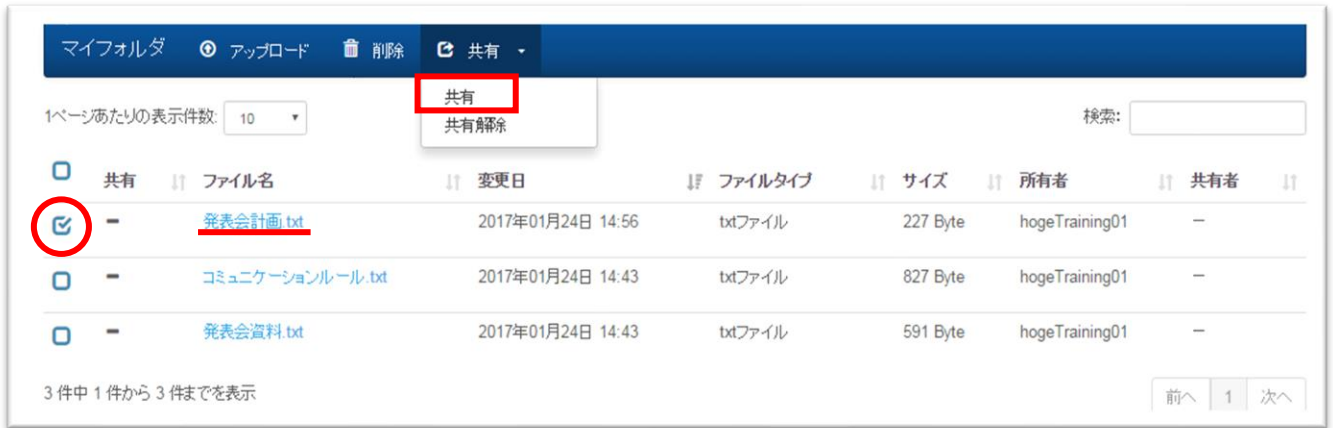 マイフォルダ アップロード 削除 共有
共有
1ページあたりの表示件数: 10 検索:
共有解除
共有 ファイル名 変更日 ファイルタイプ サイズ 所有者 共有者
発表会計画.txt 2017年01月24日 14:56 txtファイル 227 Byte hogeTraining01 ー
コミュニケーションルール.txt 2017年01月24日 14:43 txtファイル 827 Byte hogeTraining01 ー
発表会資料.txt 2017年01月24日 14:43 txtファイル 591 Byte hogeTraining01 ー
3 件中 1 件から 3 件までを表示 前へ 1 次へ